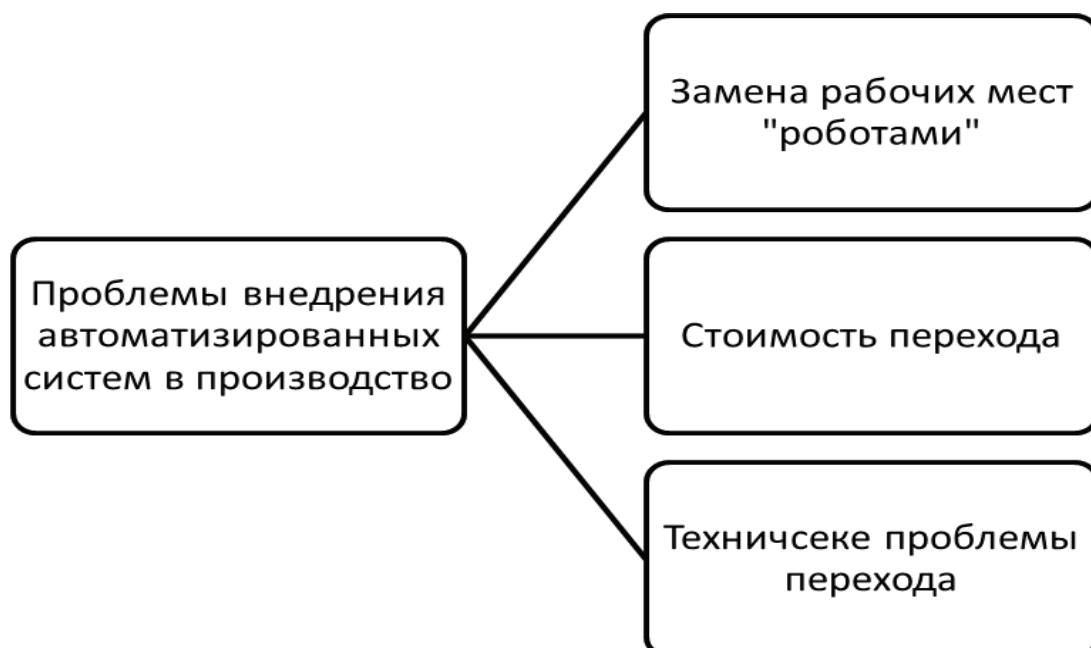 Замена рабочих мест
"роботами"
Проблемы внедрения
автоматизированных
систем в производство
Стоимость перехода
Техничсеке проблемы
перехода